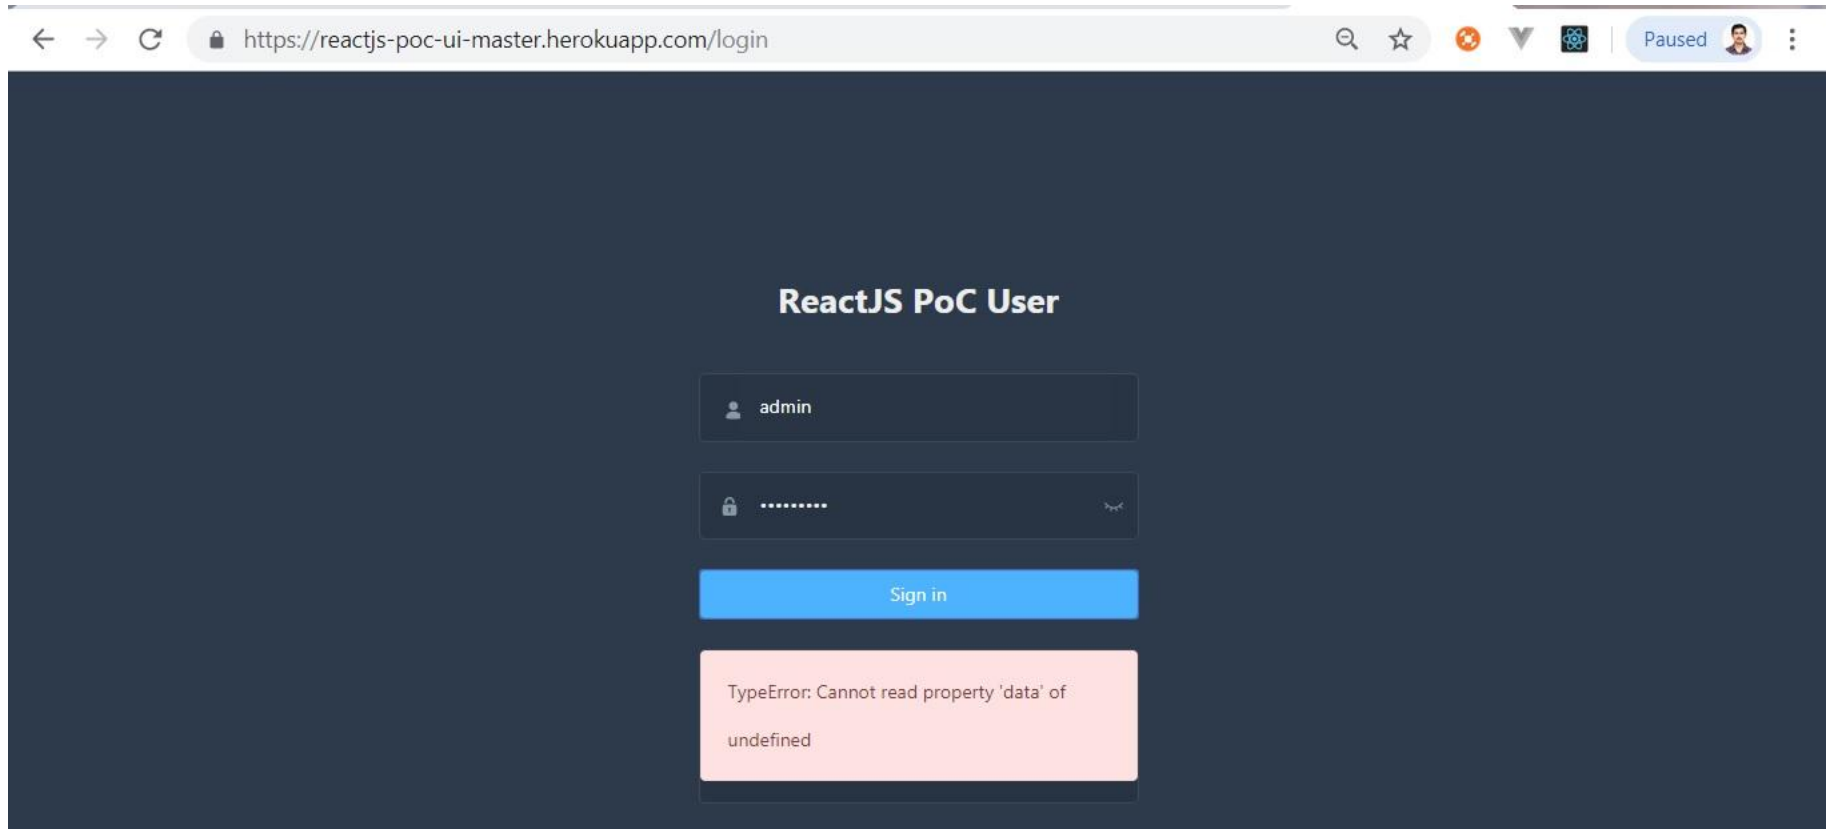 https://reactjs-poc-ui-master.herokuapp.com/login
Paused
ReactJS PoC User
admin
•••••••••
Sign in
TypeError: Cannot read property 'data' of
undefined